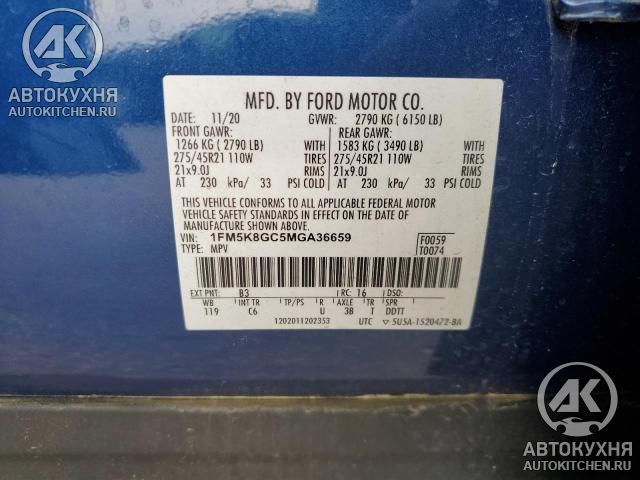 AK
АВТОКУХНЯ
AUTOKITCHEN.RU
MFD. BY FORD MOTOR CO.
DATE: 11/20 GVWR: 2790 KG ( 6150 LB)
FRONT GAWR: REAR GAWR:
1266 KG ( 2790 LB) WITH 1583 KG ( 3490 LB) WITH
275/45R21 110W TIRES 275/45R21 110W TIRES
21x9.0J RIMS 21x9.0J RIMS
AT 230 kPa/ 33 PSI COLD AT 230 kPa/ 33 PSI COLD
THIS VEHICLE CONFORMS TO ALL APPLICABLE FEDERAL MOTOR
VEHICLE SAFETY STANDARDS IN EFFECT ON THE DATE OF
MANUFACTURE SHOWN ABOVE.
VIN: 1FM5K8GC5MGA36659 F0059
TYPE: MPV T0074
EXT PNT: B3 RC: 16 DSO:
WB INT TR TP/PS R AXLE TR SPR
119 C6 U 3B T DDTT
1202011202353 UTC ▽ 5U5A-1520472-BA
AK
АВТОКУХНЯ
AUTOKITCHEN.RU